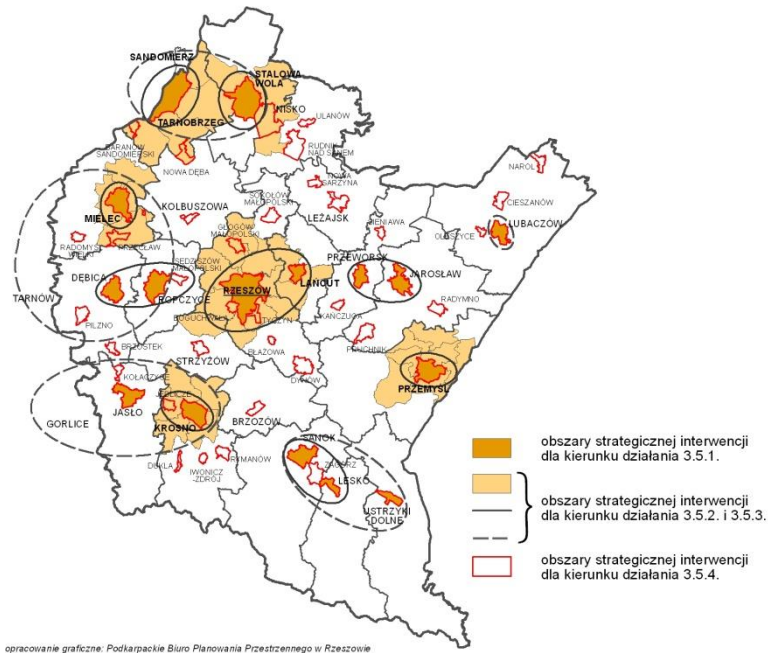 SANDOMIERZ
STALOWA
WOLA
NISKO
ULANÓW
TARNOBRZEG
RUDNIK
NAD SANEM
BARANÓW
SANDOMIERSKI
NOWA DĘBA
NAROL
NOWA
SARZYNA
CIESZANÓW
SOKOŁÓW
MAŁOPOLSKI
KOLBUSZOWA
LEŻAJSK
MIELEC
SIENIAWA
OLESZYCE
LUBACZÓW
GŁOGÓW
MAŁOPOLSKI
RADOMYŚL
WIELKI
PRZECŁAW
SĘDZISZÓW
MAŁOPOLSKI
PRZEWORSK
DĘBICA
JAROSŁAW
ŁAŃCUT
RZESZÓW
TARNÓW
ROPCZYCE
RADYMNO
BOGUCHWAŁA
TYCZYN
KAŃCZUGA
PILZNO
BRZOSTEK
STRZYŻÓW
BŁAŻOWA
PRUCHNIK
DYNÓW
KOŁACZYCE
PRZEMYŚL
JEDLICZE
GORLICE
JASŁO
BRZOZÓW
KROSNO
SANOK
DUKLA
IWONICZ
-ZDRÓJ
RYMANÓW
ZAGÓRZ
LESKO
USTRZYKI
DOLNE
obszary strategicznej interwencji
dla kierunku działania 3.5.1.
obszary strategicznej interwencji
dla kierunku działania 3.5.2. i 3.5.3.
obszary strategicznej interwencji
dla kierunku działania 3.5.4.
opracowanie graficzne: Podkarpackie Biuro Planowania Przestrzennego w Rzeszowie